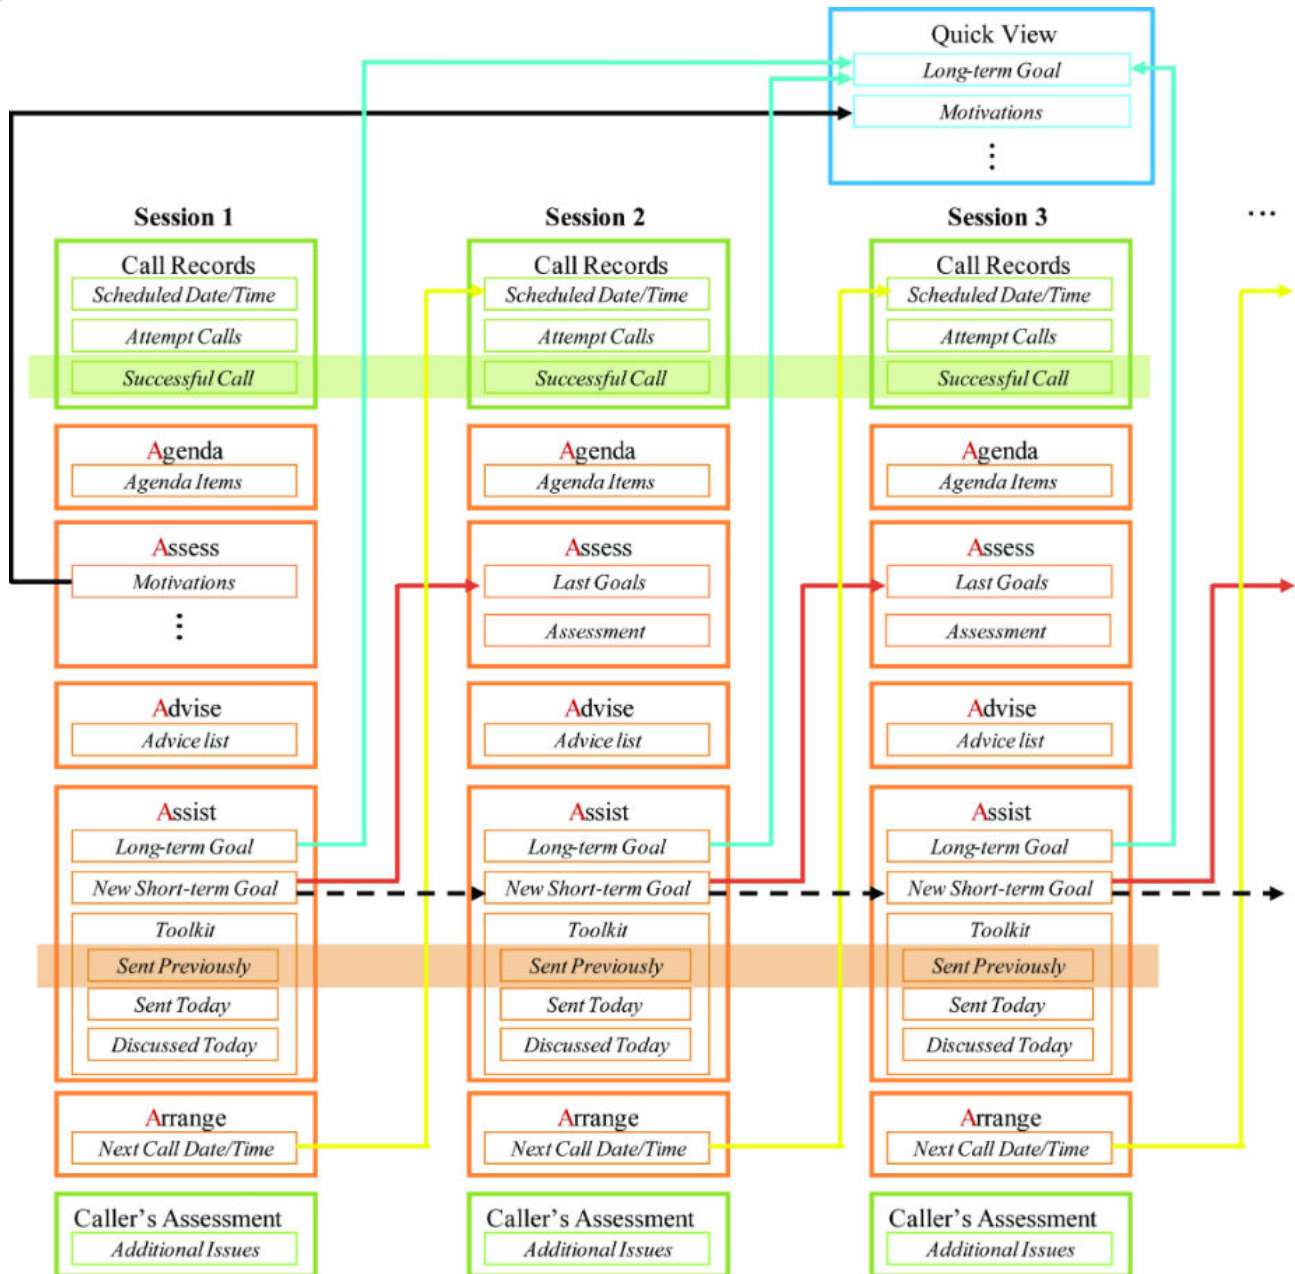 Quick View
Long-term Goal
Motivations
⋮
Session 1
Session 2
Session 3
...
Call Records
Scheduled Date/Time
Attempt Calls
Successful Call
Agenda
Agenda Items
Assess
Motivations
⋮
Advise
Advice list
Assist
Long-term Goal
New Short-term Goal
Toolkit
Sent Previously
Sent Today
Discussed Today
Arrange
Next Call Date/Time
Caller's Assessment
Additional Issues
Call Records
Scheduled Date/Time
Attempt Calls
Successful Call
Agenda
Agenda Items
Assess
Last Goals
Assessment
Advise
Advice list
Assist
Long-term Goal
New Short-term Goal
Toolkit
Sent Previously
Sent Today
Discussed Today
Arrange
Next Call Date/Time
Caller's Assessment
Additional Issues
Call Records
Scheduled Date/Time
Attempt Calls
Successful Call
Agenda
Agenda Items
Assess
Last Goals
Assessment
Advise
Advice list
Assist
Long-term Goal
New Short-term Goal
Toolkit
Sent Previously
Sent Today
Discussed Today
Arrange
Next Call Date/Time
Caller's Assessment
Additional Issues